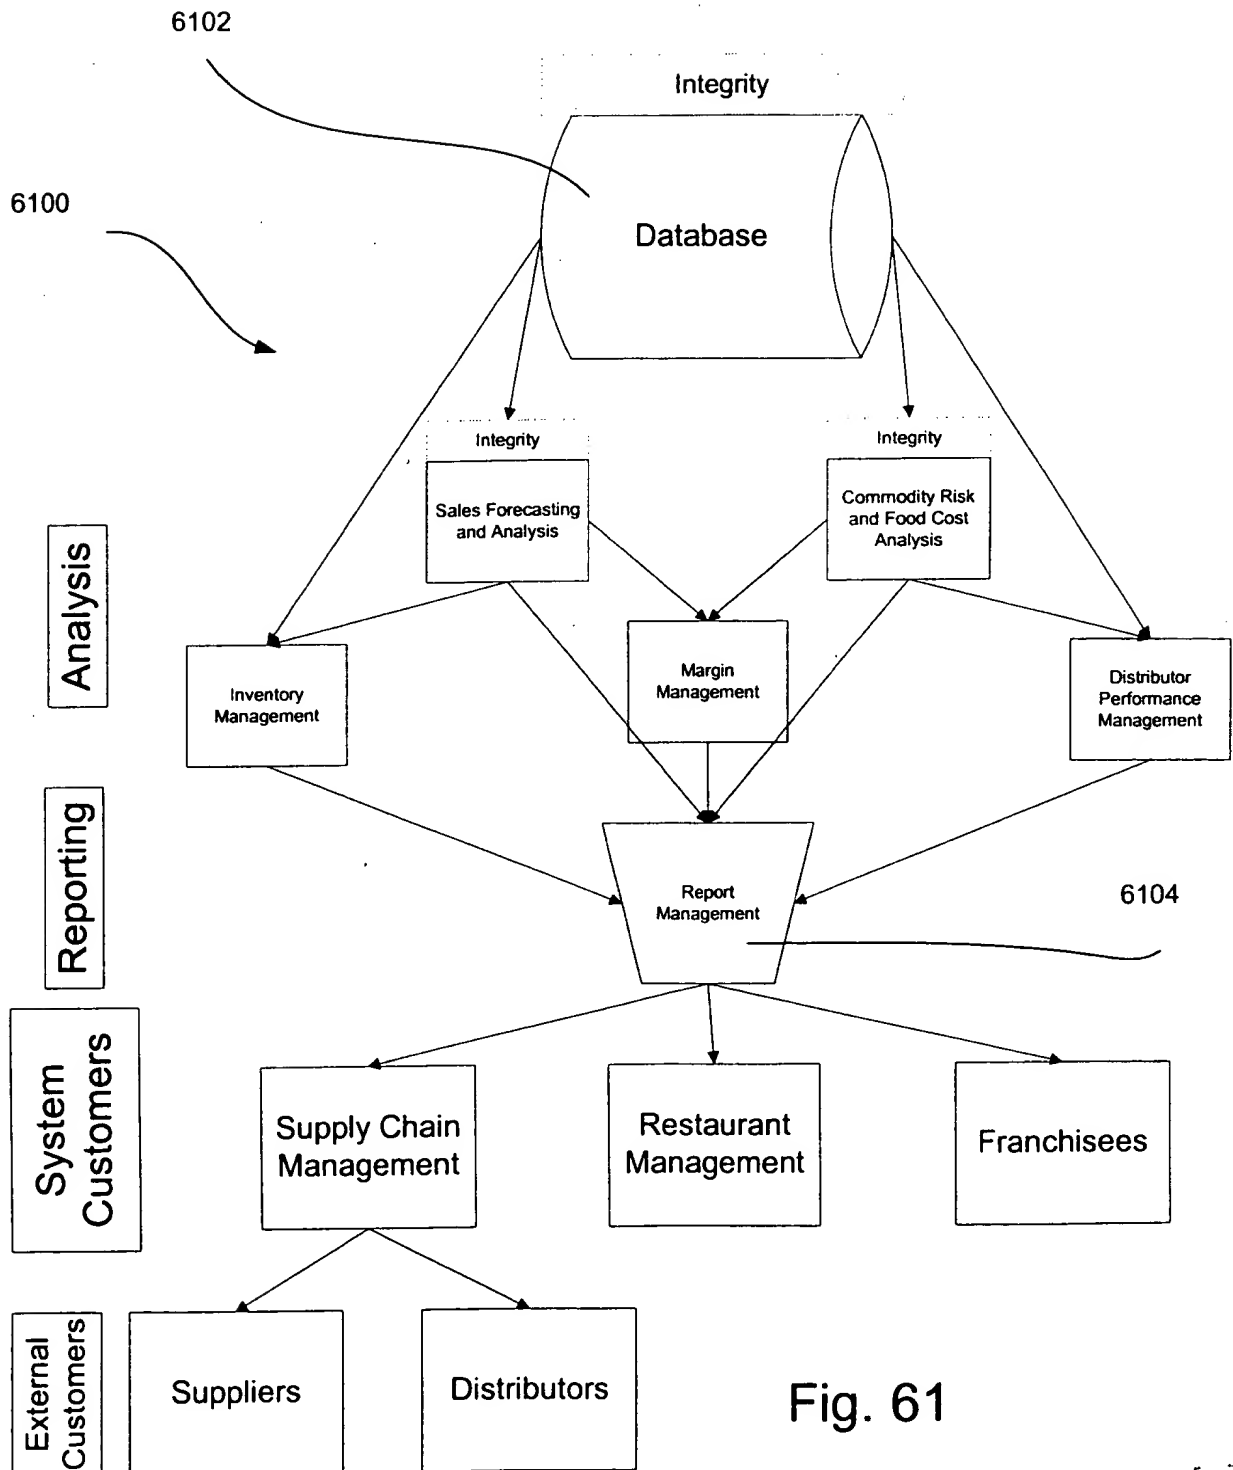 6102
Integrity
6100
Database
Integrity
Integrity
Sales Forecasting
and Analysis
Commodity Risk
and Food Cost
Analysis
Analysis
Inventory
Management
Margin
Management
Distributor
Performance
Management
Reporting
Report
Management
6104
System
Customers
Supply Chain
Management
Restaurant
Management
Franchisees
External
Customers
Suppliers
Distributors
Fig. 61